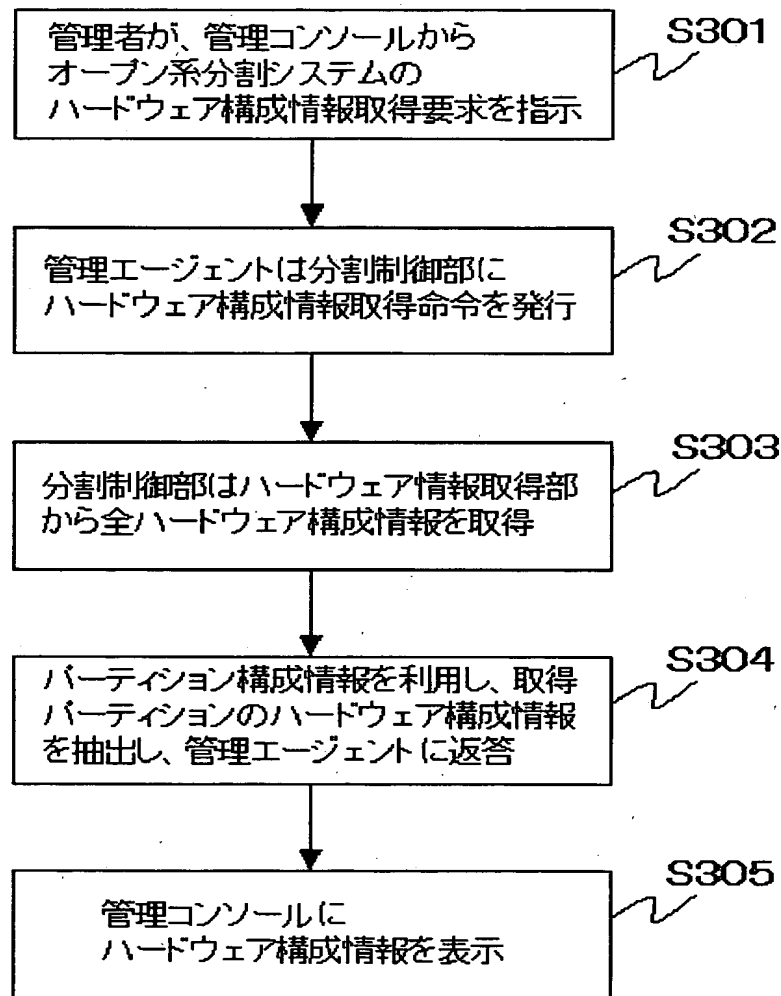 管理者が、管理コンソールから
オープン系分割システムの
ハードウェア構成情報取得要求を指示
S301
管理エージェントは分割制御部に
ハードウェア構成情報取得命令を発行
S302
分割制御部はハードウェア情報取得部
から全ハードウェア構成情報を取得
S303
パーティション構成情報を利用し、取得
パーティションのハードウェア構成情報
を抽出し、管理エージェントに返答
S304
管理コンソールに
ハードウェア構成情報を表示
S305